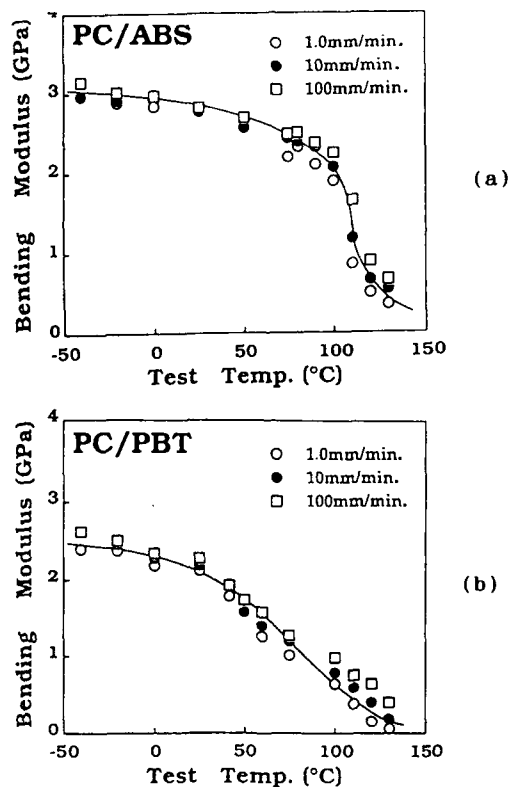 4
PC/ABS
○ 1.0mm/min.
● 10mm/min.
□ 100mm/min.
3
2
1
0
Bending Modulus (GPa)
-50 0 50 100 150
Test Temp. (°C)
(a)
4
PC/PBT
○ 1.0mm/min.
● 10mm/min.
□ 100mm/min.
3
2
1
0
Bending Modulus (GPa)
-50 0 50 100 150
Test Temp. (°C)
(b)